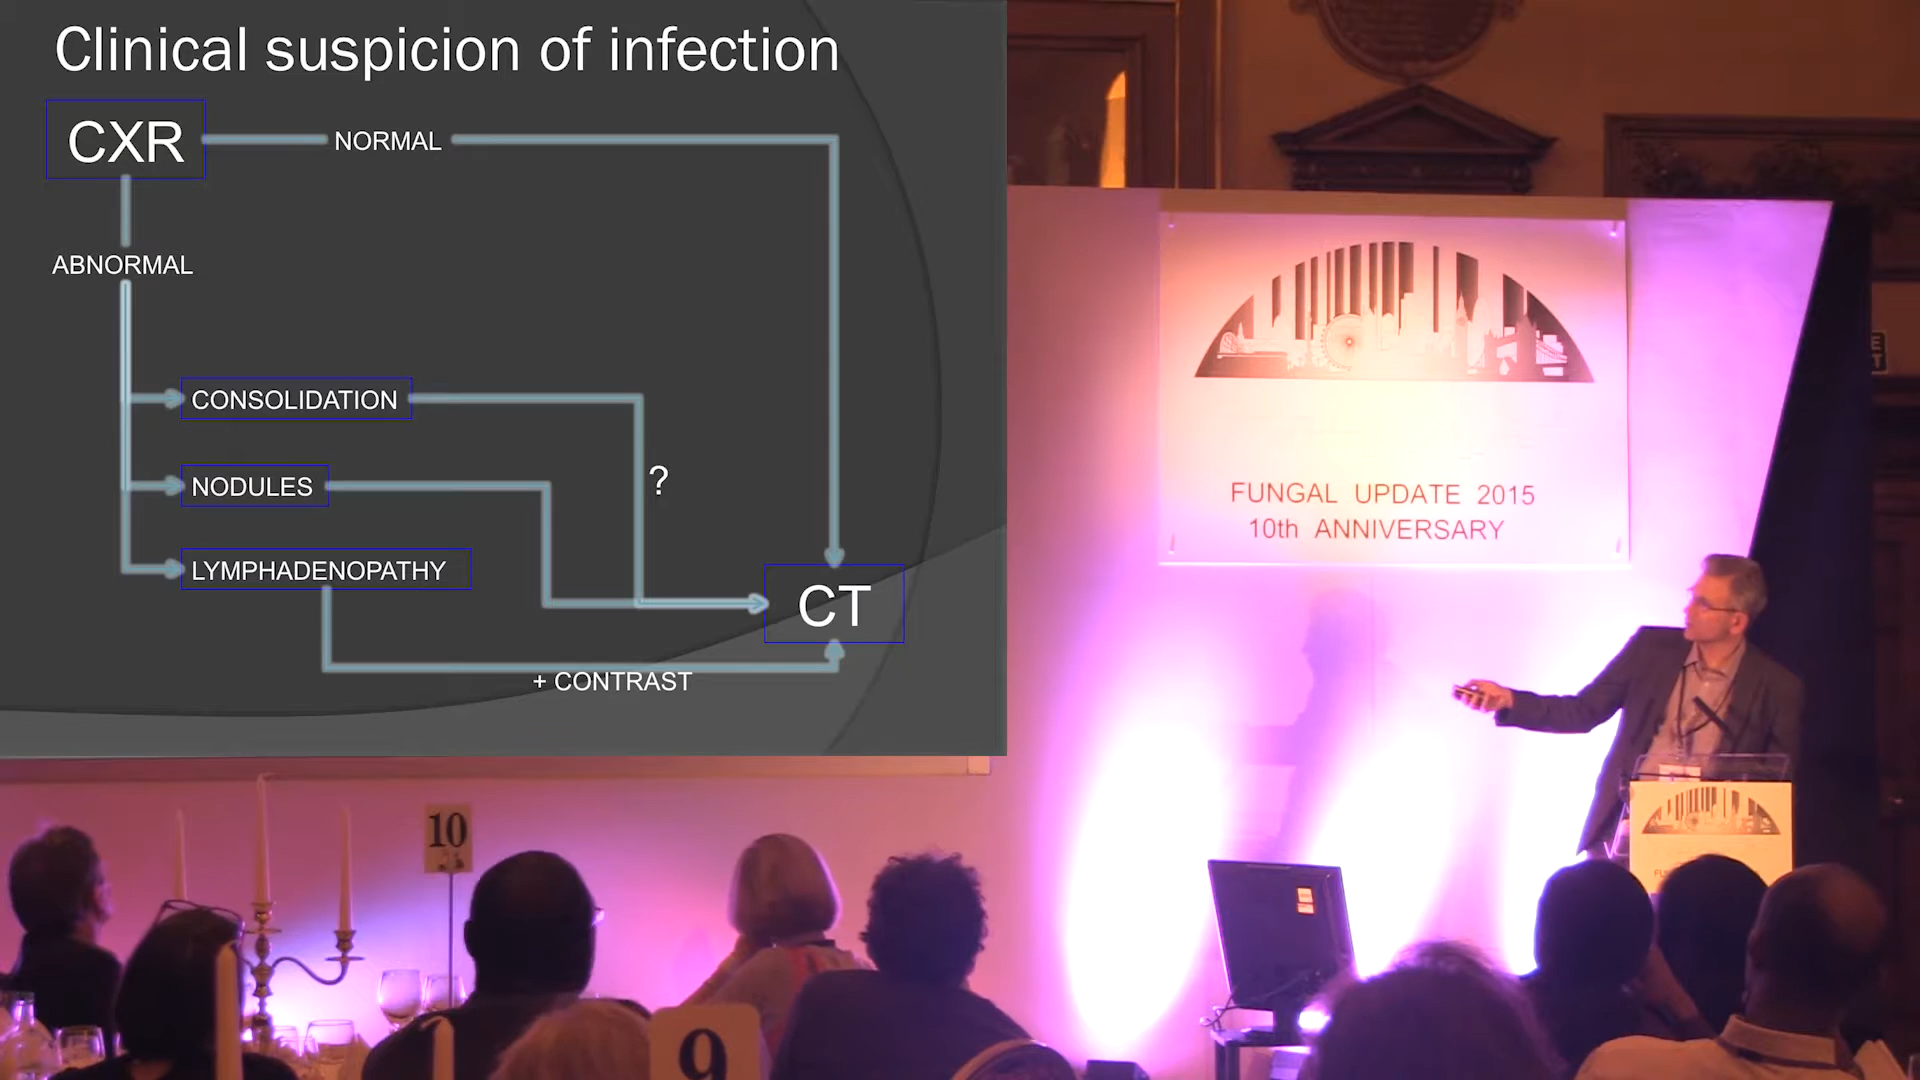 Clinical suspicion of infection
CXR
NORMAL
ABNORMAL
CONSOLIDATION
?
NODULES
LYMPHADENOPATHY
CT
+ CONTRAST
FUNGAL UPDATE 2015
10th ANNIVERSARY
10
9